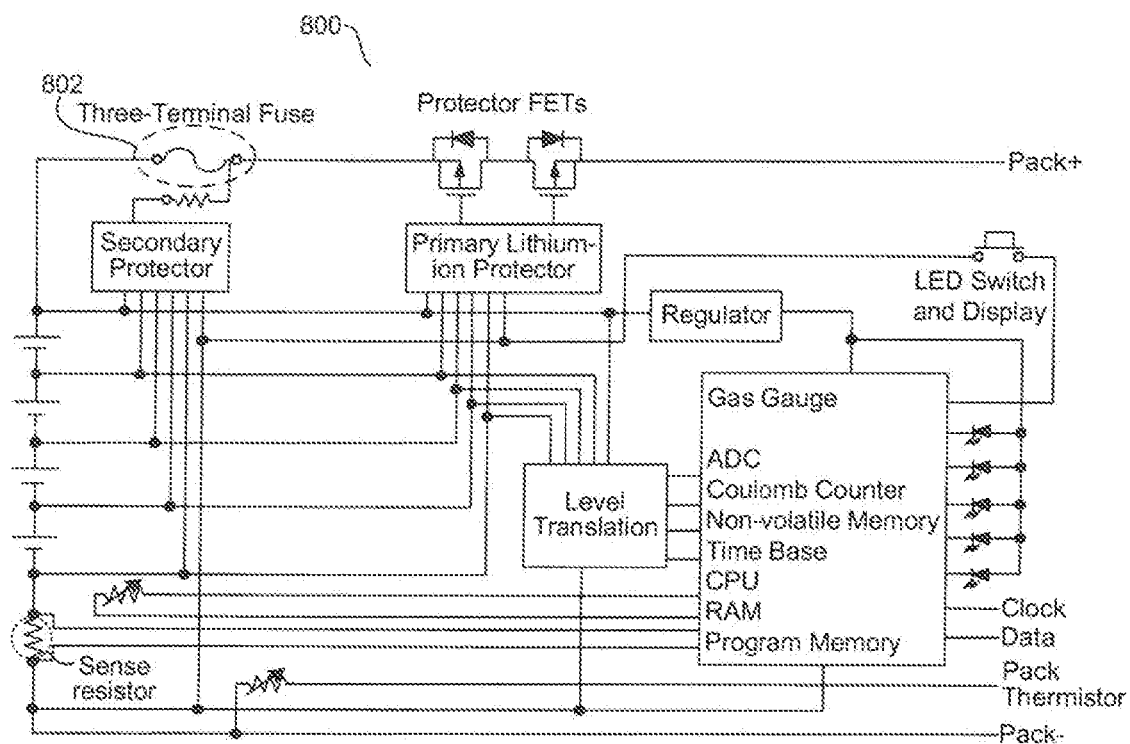 800
802
Three-Terminal Fuse
Protector FETs
Pack+
Secondary
Protector
Primary Lithium-
ion Protector
LED Switch
and Display
Regulator
Gas Gauge
ADC
Coulomb Counter
Non-volatile Memory
Time Base
CPU
RAM
Program Memory
Level
Translation
Clock
Data
Sense
resistor
Pack
Thermistor
Pack-